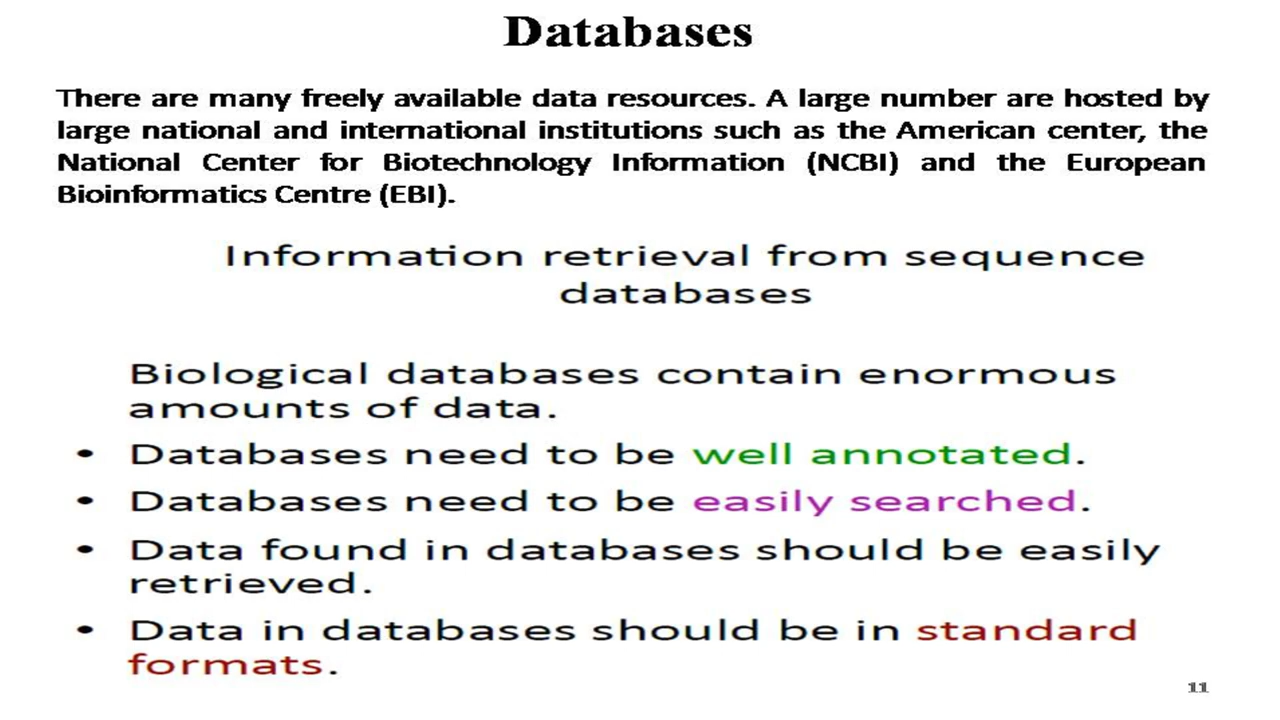 Databases
There are many freely available data resources. A large number are hosted by
large national and international institutions such as the American center, the
National Center for Biotechnology Information (NCBI) and the European
Bioinformatics Centre (EBI).
Information retrieval from sequence
databases
Biological databases contain enormous
amounts of data.
• Databases need to be well annotated.
• Databases need to be easily searched.
• Data found in databases should be easily
retrieved.
• Data in databases should be in standard
formats.
11